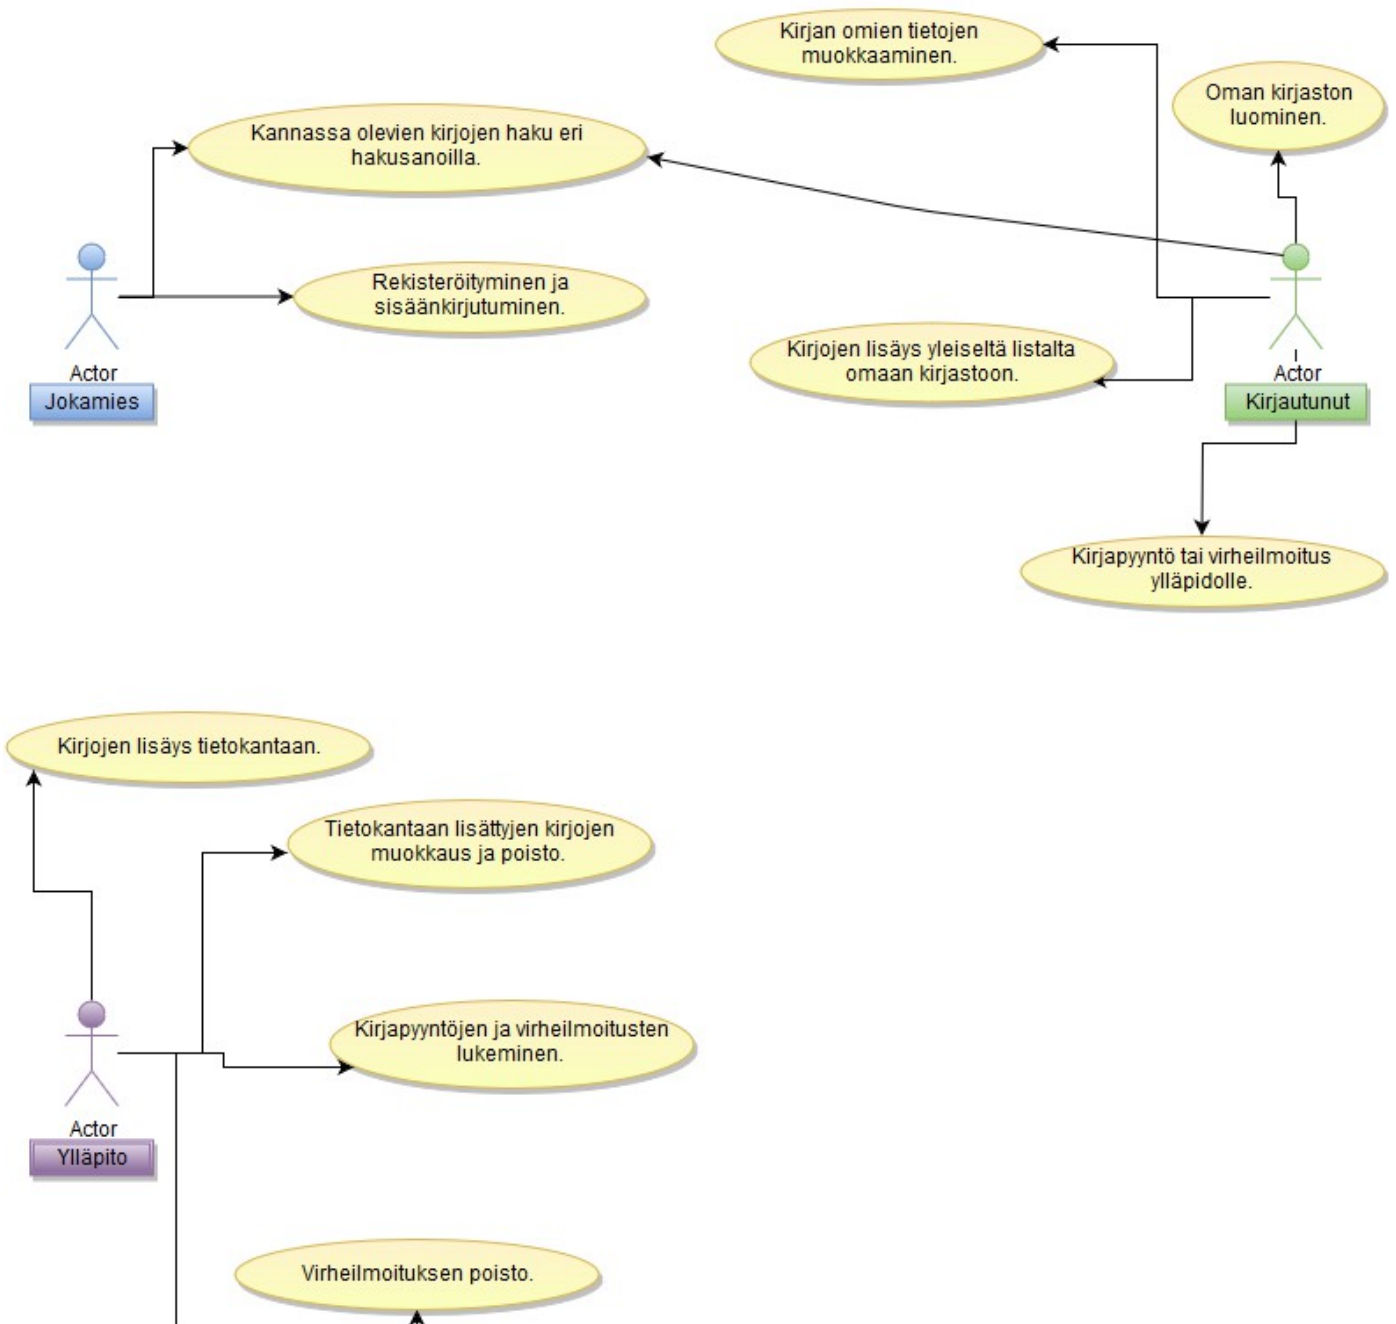 Kirjan omien tietojen
muokkaaminen.
Oman kirjaston
luominen.
Kannassa olevien kirjojen haku eri
hakusanoilla.
Rekisteröityminen ja
sisäänkirjutuminen.
Kirjojen lisäys yleiseltä listalta
omaan kirjastoon.
Actor
Jokamies
Actor
Kirjautunut
Kirjapyyntö tai virheilmoitus
ylläpidolle.
Kirjojen lisäys tietokantaan.
Tietokantaan lisättyjen kirjojen
muokkaus ja poisto.
Kirjapyyntöjen ja virheilmoitusten
lukeminen.
Actor
Ylläpito
Virheilmoituksen poisto.